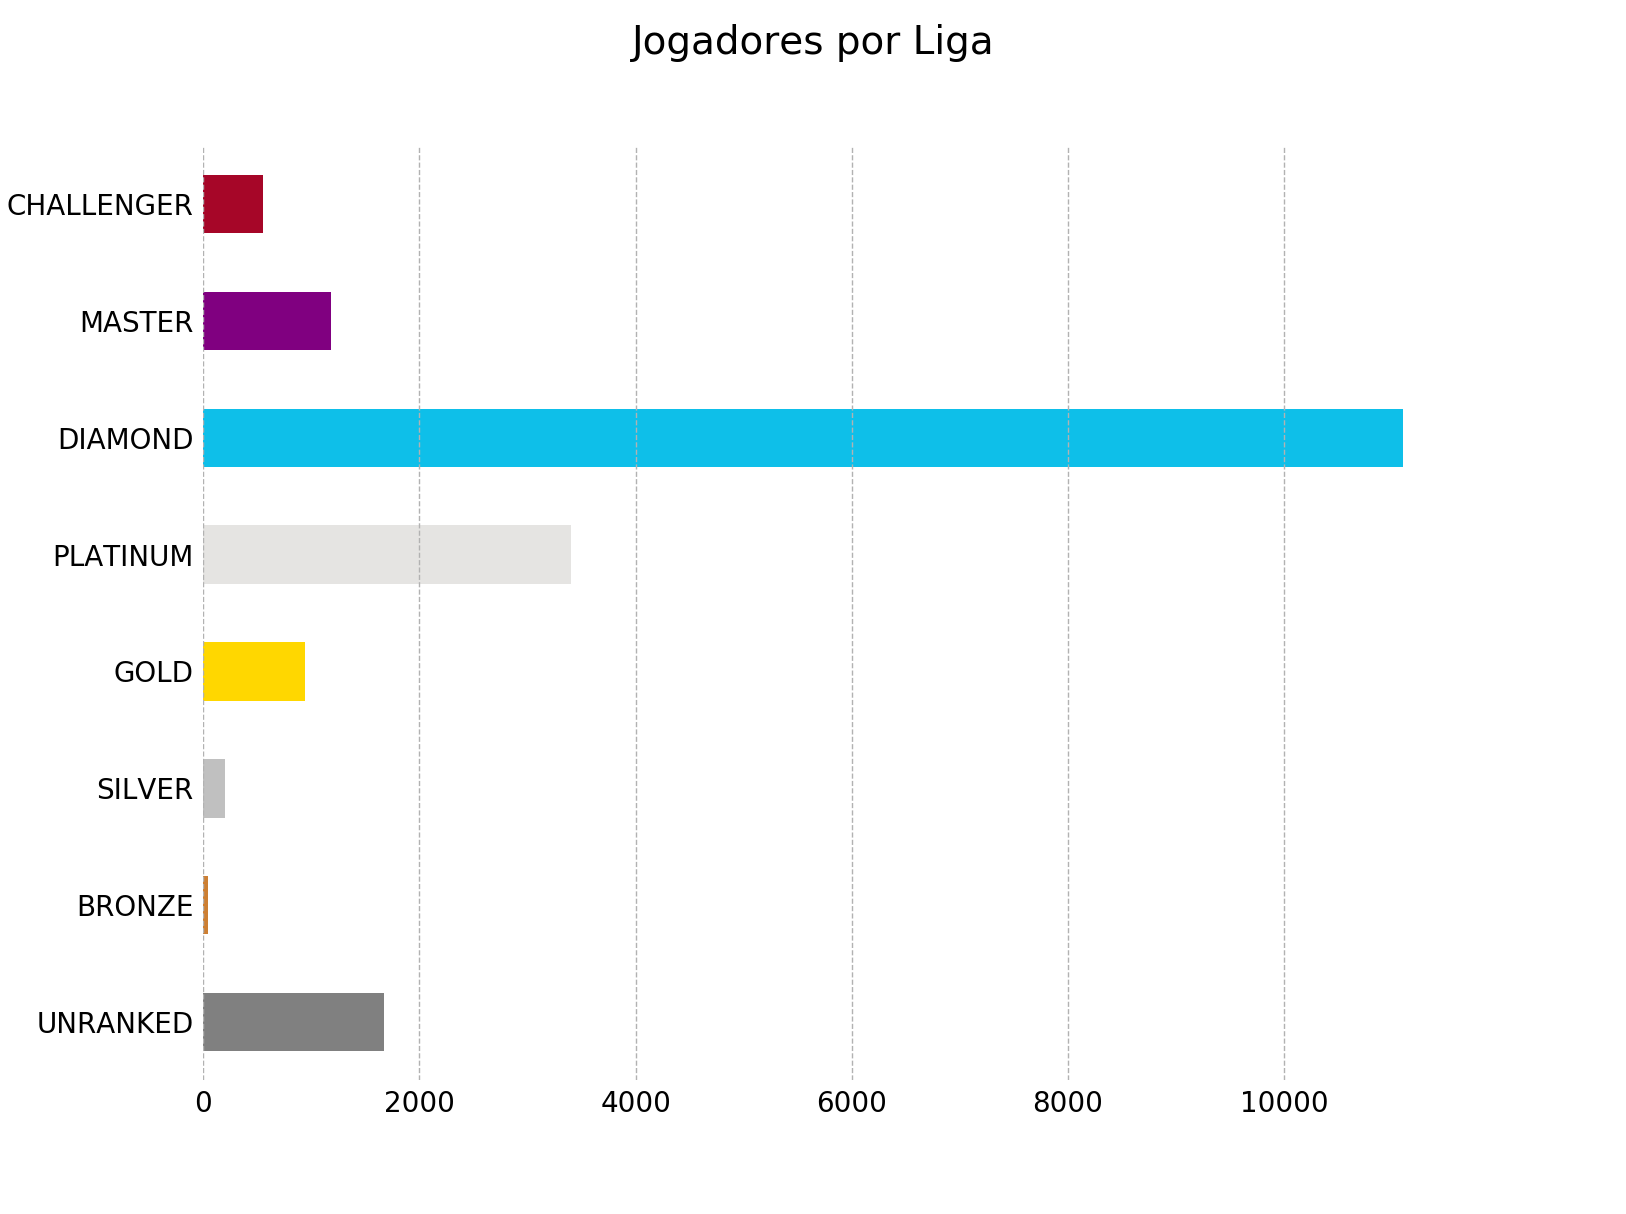 Jogadores por Liga
CHALLENGER
MASTER
DIAMOND
PLATINUM
GOLD
SILVER
BRONZE
UNRANKED
0 2000 4000 6000 8000 10000